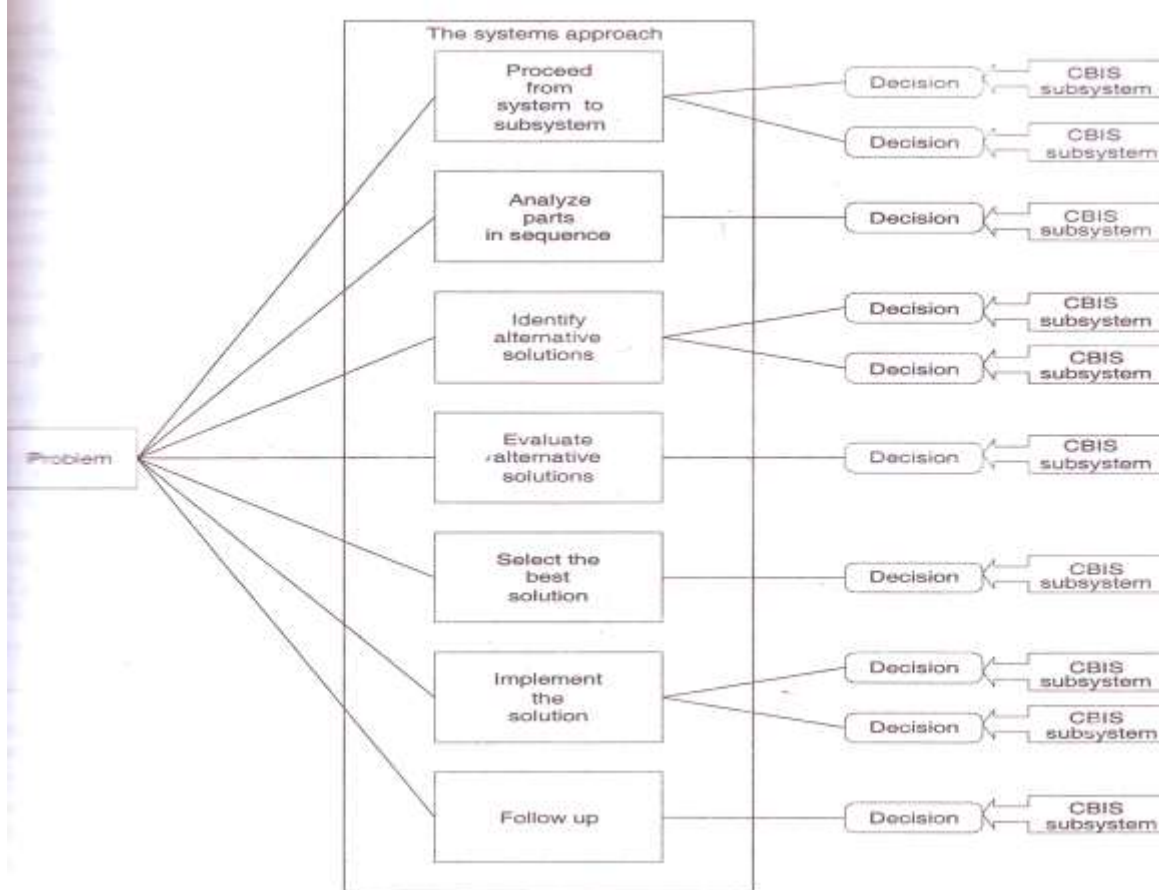 The systems approach
Proceed
from
system to
subsystem
Decision
CBIS
subsystem
Decision
CBIS
subsystem
Analyze
parts
in sequence
Decision
CBIS
subsystem
Identify
alternative
solutions
Decision
CBIS
subsystem
Decision
CBIS
subsystem
Problem
Evaluate
alternative
solutions
Decision
CBIS
subsystem
Select the
best
solution
Decision
CBIS
subsystem
Implement
the
solution
Decision
CBIS
subsystem
Decision
CBIS
subsystem
Follow up
Decision
CBIS
subsystem